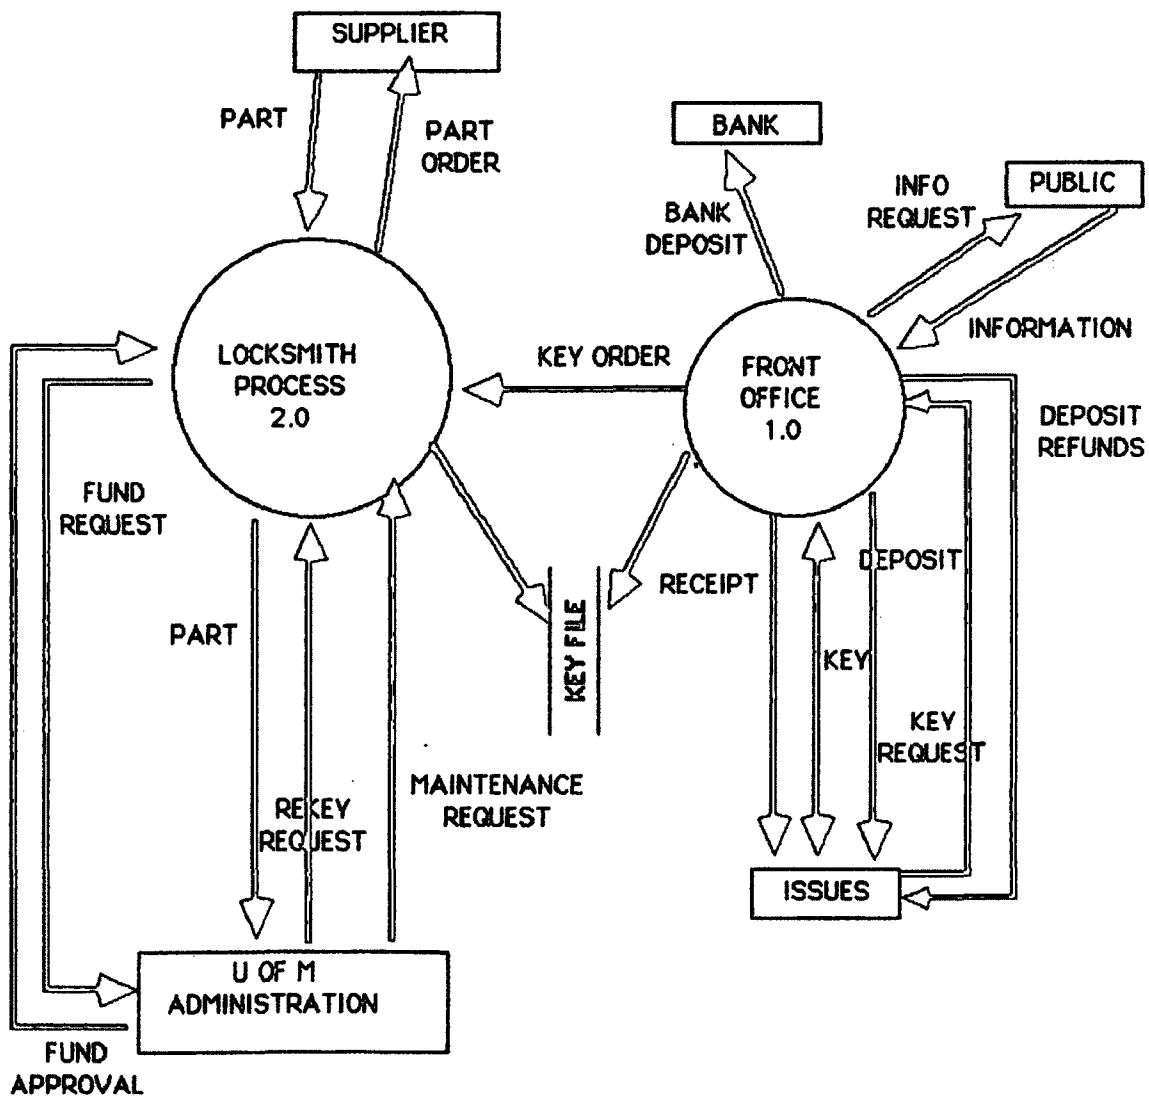 SUPPLIER
PART
PART
ORDER
BANK
BANK
DEPOSIT
INFO
REQUEST
PUBLIC
INFORMATION
LOCKSMITH
PROCESS
2.0
KEY ORDER
FRONT
OFFICE
1.0
DEPOSIT
REFUNDS
FUND
REQUEST
PART
REKEY
REQUEST
MAINTENANCE
REQUEST
KEY FILE
RECEIPT
DEPOSIT
KEY
KEY
REQUEST
ISSUES
U OF M
ADMINISTRATION
FUND
APPROVAL